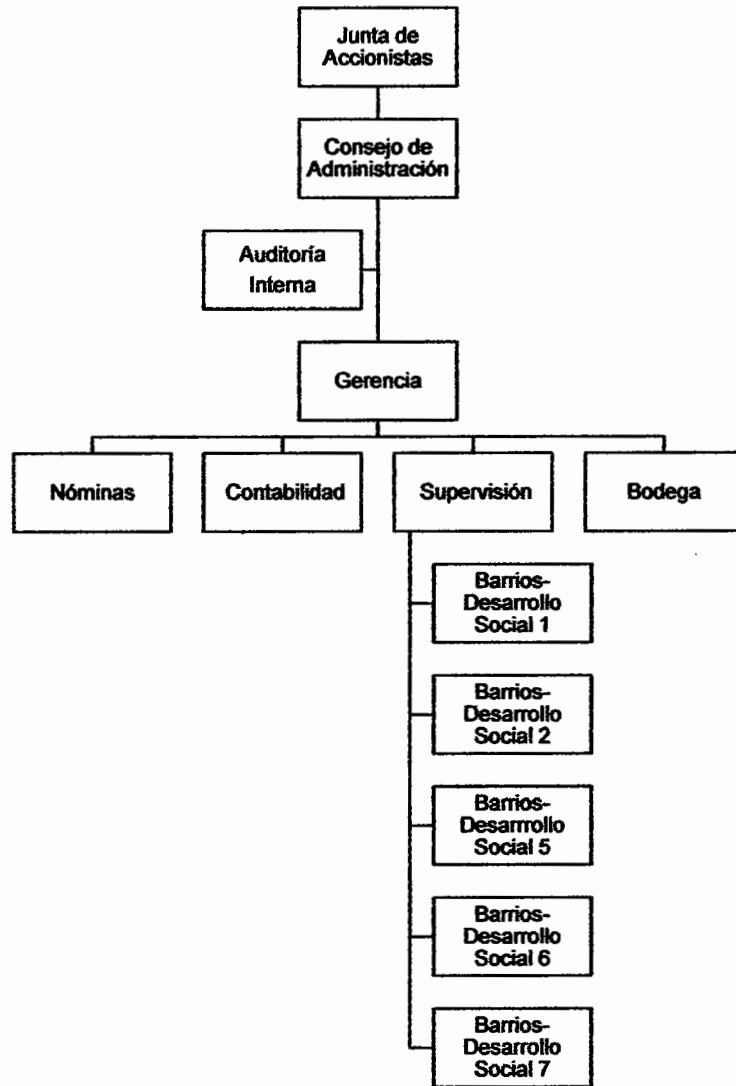 Junta de
Accionistas
Consejo de
Administración
Auditoría
Interna
Gerencia
Nóminas
Contabilidad
Supervisión
Bodega
Barrios-
Desarrollo
Social 1
Barrios-
Desarrollo
Social 2
Barrios-
Desarrrollo
Social 5
Barrios-
Desarrollo
Social 6
Barrios-
Desarrollo
Social 7